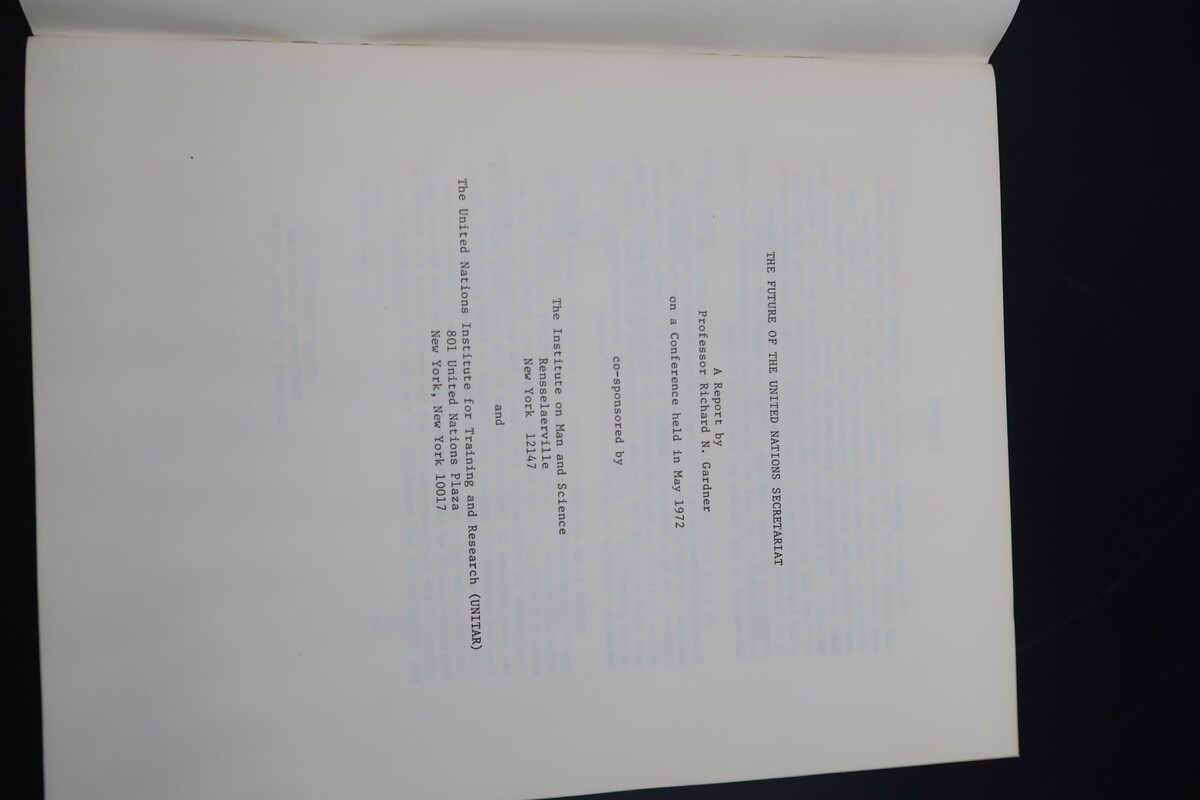 THE FUTURE OF THE UNITED NATIONS SECRETARIAT
A Report by
Professor Richard N. Gardner
on a Conference held in May 1972
co-sponsored by
The Institute on Man and Science
Rensselaerville
New York 12147
and
The United Nations Institute for Training and Research (UNITAR)
801 United Nations Plaza
New York, New York 10017